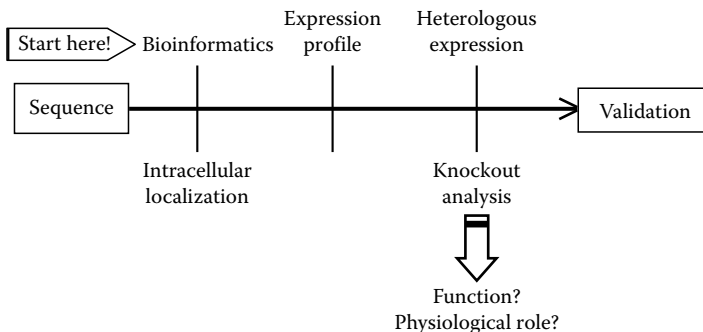 Start here!
Bioinformatics
Expression
profile
Heterologous
expression
Sequence
Validation
Intracellular
localization
Knockout
analysis
Function?
Physiological role?